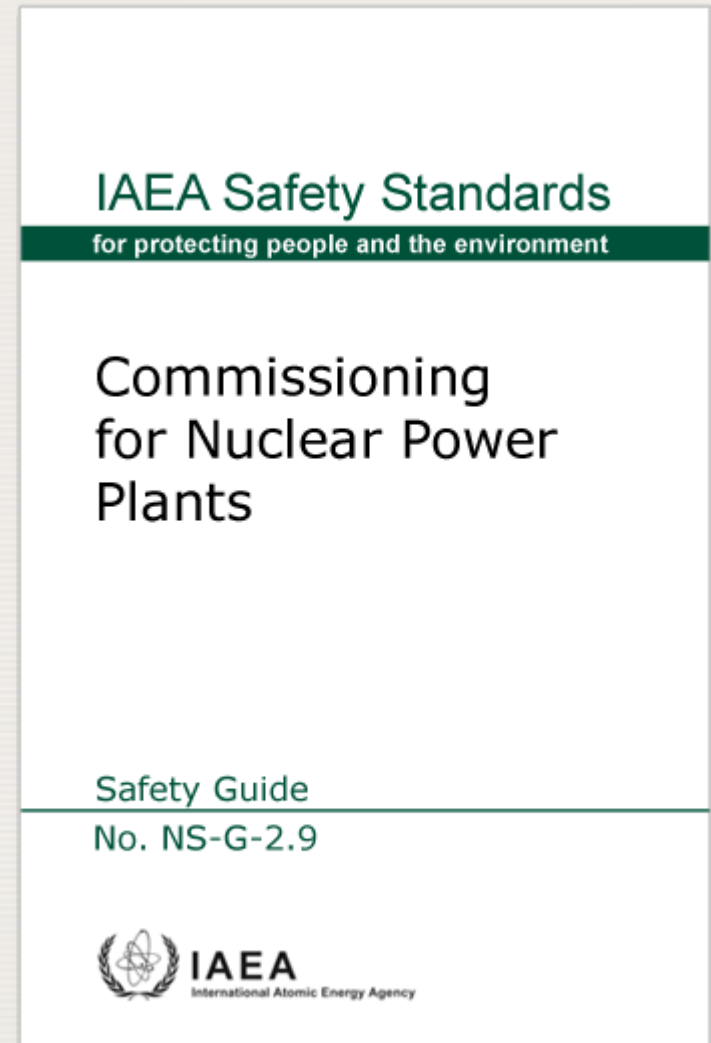 IAEA Safety Standards
for protecting people and the environment
Commissioning
for Nuclear Power
Plants
Safety Guide
No. NS-G-2.9
IAEA
International Atomic Energy Agency